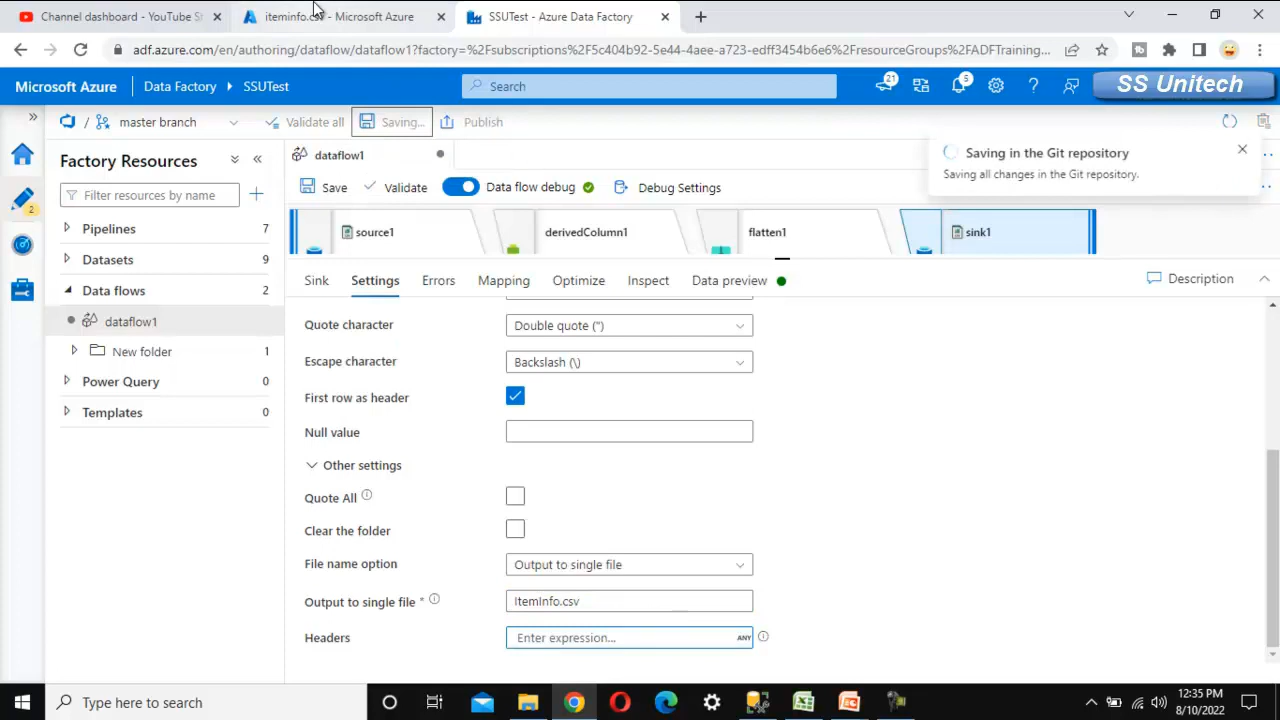 Channel dashboard - YouTube St
iteminfo.csv - Microsoft Azure
SSUTest - Azure Data Factory
adf.azure.com/en/authoring/dataflow/dataflow1?factory=%2Fsubscriptions%2F5c404b92-5e44-4aee-a723-edff3454b6e6%2FresourceGroups%2FADFTraining...
Microsoft Azure
Data Factory
SSUTest
Search
21
5
SS Unitech
/
master branch
Validate all
Saving...
Publish
Saving in the Git repository
Saving all changes in the Git repository.
Factory Resources
Filter resources by name
2
Pipelines 7
Datasets 9
Data flows 2
dataflow1
New folder 1
Power Query 0
Templates 0
dataflow1
Save
Validate
Data flow debug
Debug Settings
source1
derivedColumn1
flatten1
sink1
Sink
Settings
Errors
Mapping
Optimize
Inspect
Data preview
Description
Quote character
Double quote (")
Escape character
Backslash (\)
First row as header
Null value
Other settings
Quote All
Clear the folder
File name option
Output to single file
Output to single file *
ItemInfo.csv
Headers
Enter expression...
ANY
Type here to search
12:35 PM
8/10/2022